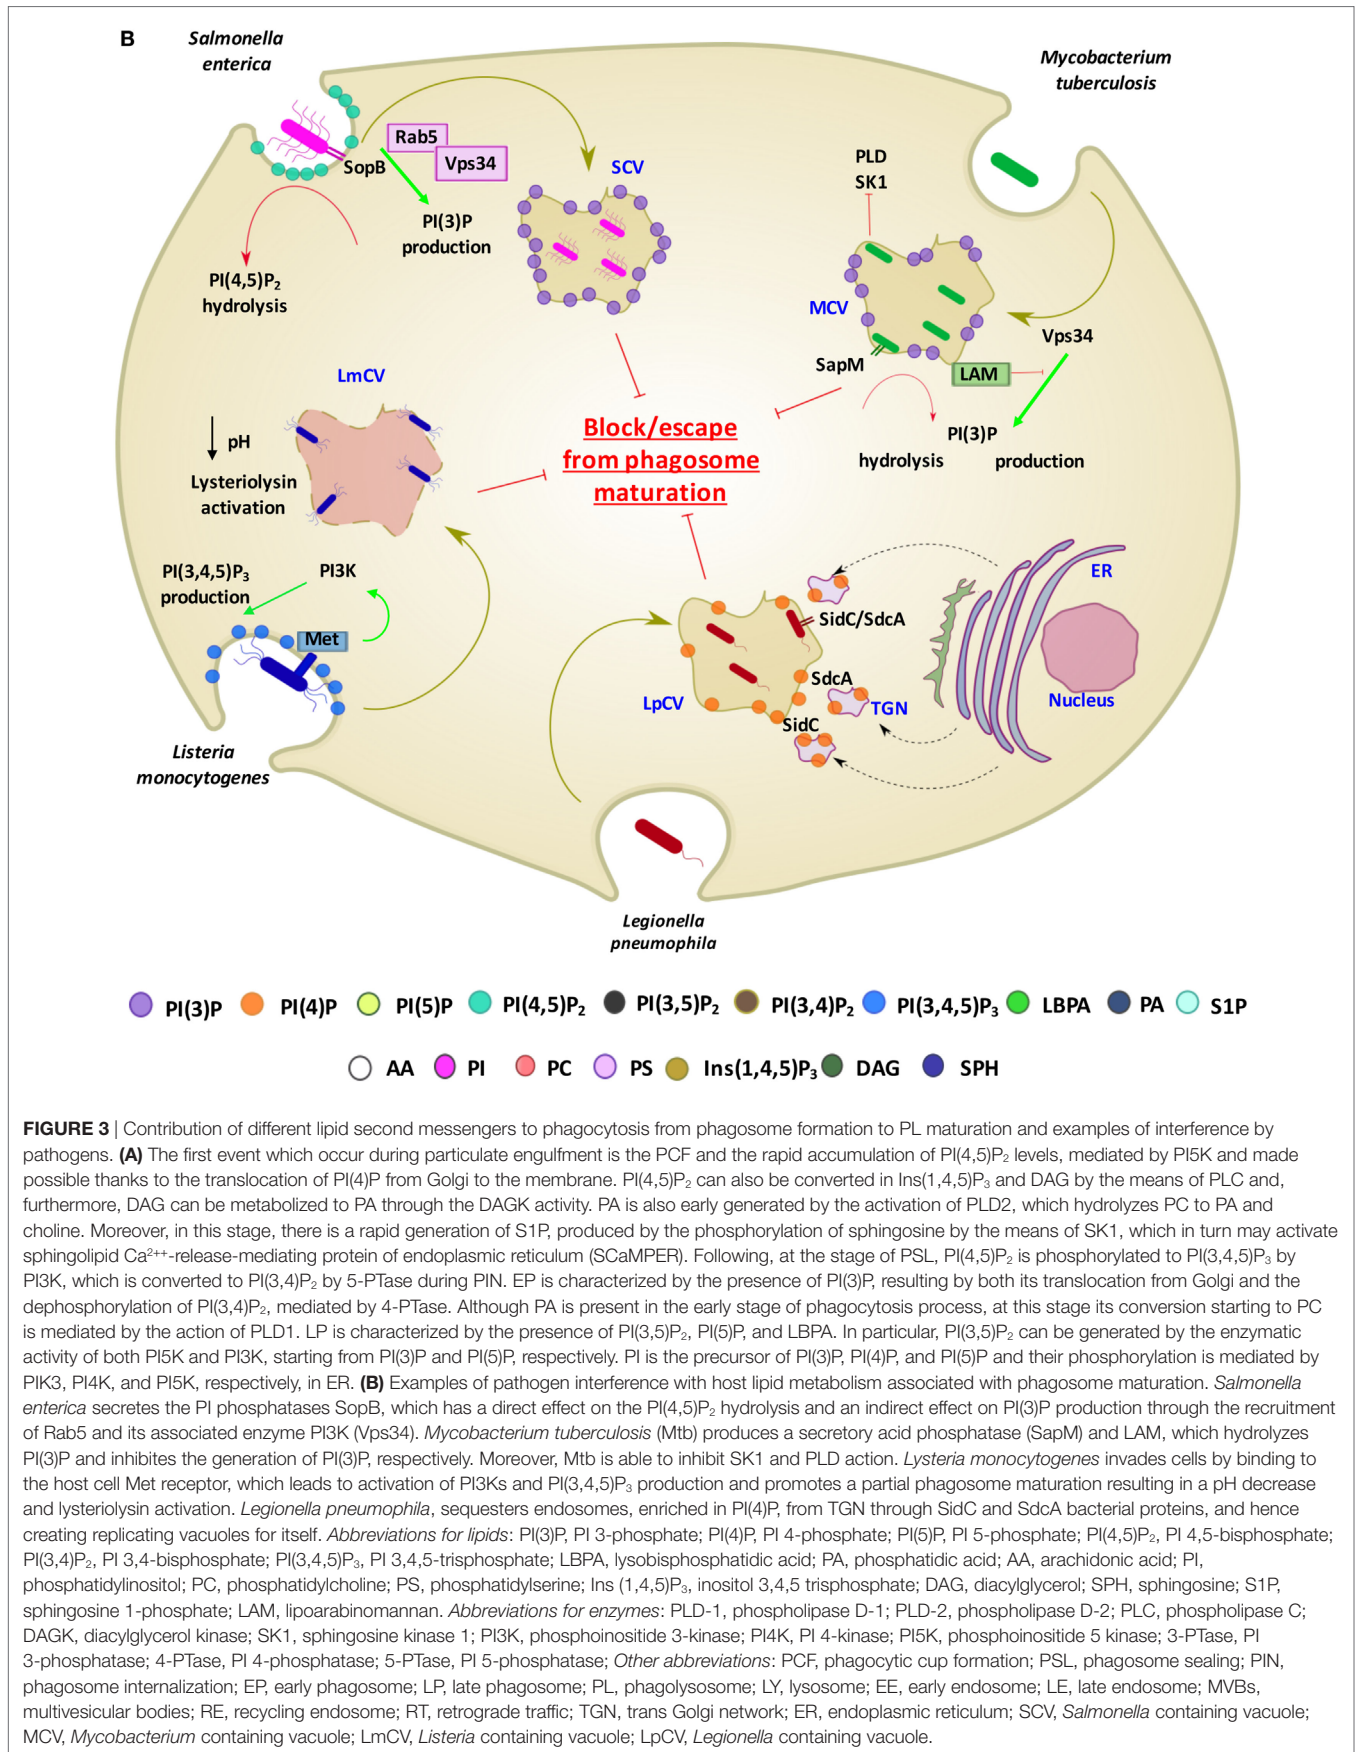 B
Salmonella
enterica
Mycobacterium
tuberculosis
Rab5
Vps34
SopB
SCV
PLD
SK1
PI(3)P
production
PI(4,5)P₂
hydrolysis
MCV
Vps34
SapM
LAM
LmCV
Block/escape
from phagosome
maturation
PI(3)P
hydrolysis
production
pH
Lysteriolysin
activation
PI(3,4,5)P₃
production
PI3K
Met
ER
SidC/SdcA
SdcA
LpCV
TGN
SidC
Nucleus
Listeria
monocytogenes
Legionella
pneumophila
PI(3)P PI(4)P PI(5)P PI(4,5)P₂ PI(3,5)P₂ PI(3,4)P₂ PI(3,4,5)P₃ LBPA PA S1P
AA PI PC PS Ins(1,4,5)P₃ DAG SPH
FIGURE 3 | Contribution of different lipid second messengers to phagocytosis from phagosome formation to PL maturation and examples of interference by
pathogens. (A) The first event which occur during particulate engulfment is the PCF and the rapid accumulation of PI(4,5)P₂ levels, mediated by PI5K and made
possible thanks to the translocation of PI(4)P from Golgi to the membrane. PI(4,5)P₂ can also be converted in Ins(1,4,5)P₃ and DAG by the means of PLC and,
furthermore, DAG can be metabolized to PA through the DAGK activity. PA is also early generated by the activation of PLD2, which hydrolyzes PC to PA and
choline. Moreover, in this stage, there is a rapid generation of S1P, produced by the phosphorylation of sphingosine by the means of SK1, which in turn may activate
sphingolipid Ca²⁺⁺-release-mediating protein of endoplasmic reticulum (SCaMPER). Following, at the stage of PSL, PI(4,5)P₂ is phosphorylated to PI(3,4,5)P₃ by
PI3K, which is converted to PI(3,4)P₂ by 5-PTase during PIN. EP is characterized by the presence of PI(3)P, resulting by both its translocation from Golgi and the
dephosphorylation of PI(3,4)P₂, mediated by 4-PTase. Although PA is present in the early stage of phagocytosis process, at this stage its conversion starting to PC
is mediated by the action of PLD1. LP is characterized by the presence of PI(3,5)P₂, PI(5)P, and LBPA. In particular, PI(3,5)P₂ can be generated by the enzymatic
activity of both PI5K and PI3K, starting from PI(3)P and PI(5)P, respectively. PI is the precursor of PI(3)P, PI(4)P, and PI(5)P and their phosphorylation is mediated by
PIK3, PI4K, and PI5K, respectively, in ER. (B) Examples of pathogen interference with host lipid metabolism associated with phagosome maturation. Salmonella
enterica secretes the PI phosphatases SopB, which has a direct effect on the PI(4,5)P₂ hydrolysis and an indirect effect on PI(3)P production through the recruitment
of Rab5 and its associated enzyme PI3K (Vps34). Mycobacterium tuberculosis (Mtb) produces a secretory acid phosphatase (SapM) and LAM, which hydrolyzes
PI(3)P and inhibits the generation of PI(3)P, respectively. Moreover, Mtb is able to inhibit SK1 and PLD action. Lysteria monocytogenes invades cells by binding to
the host cell Met receptor, which leads to activation of PI3Ks and PI(3,4,5)P₃ production and promotes a partial phagosome maturation resulting in a pH decrease
and lysteriolysin activation. Legionella pneumophila, sequesters endosomes, enriched in PI(4)P, from TGN through SidC and SdcA bacterial proteins, and hence
creating replicating vacuoles for itself. Abbreviations for lipids: PI(3)P, PI 3-phosphate; PI(4)P, PI 4-phosphate; PI(5)P, PI 5-phosphate; PI(4,5)P₂, PI 4,5-bisphosphate;
PI(3,4)P₂, PI 3,4-bisphosphate; PI(3,4,5)P₃, PI 3,4,5-trisphosphate; LBPA, lysobisphosphatidic acid; PA, phosphatidic acid; AA, arachidonic acid; PI,
phosphatidylinositol; PC, phosphatidylcholine; PS, phosphatidylserine; Ins (1,4,5)P₃, inositol 3,4,5 trisphosphate; DAG, diacylglycerol; SPH, sphingosine; S1P,
sphingosine 1-phosphate; LAM, lipoarabinomannan. Abbreviations for enzymes: PLD-1, phospholipase D-1; PLD-2, phospholipase D-2; PLC, phospholipase C;
DAGK, diacylglycerol kinase; SK1, sphingosine kinase 1; PI3K, phosphoinositide 3-kinase; PI4K, PI 4-kinase; PI5K, phosphoinositide 5 kinase; 3-PTase, PI
3-phosphatase; 4-PTase, PI 4-phosphatase; 5-PTase, PI 5-phosphatase; Other abbreviations: PCF, phagocytic cup formation; PSL, phagosome sealing; PIN,
phagosome internalization; EP, early phagosome; LP, late phagosome; PL, phagolysosome; LY, lysosome; EE, early endosome; LE, late endosome; MVBs,
multivesicular bodies; RE, recycling endosome; RT, retrograde traffic; TGN, trans Golgi network; ER, endoplasmic reticulum; SCV, Salmonella containing vacuole;
MCV, Mycobacterium containing vacuole; LmCV, Listeria containing vacuole; LpCV, Legionella containing vacuole.